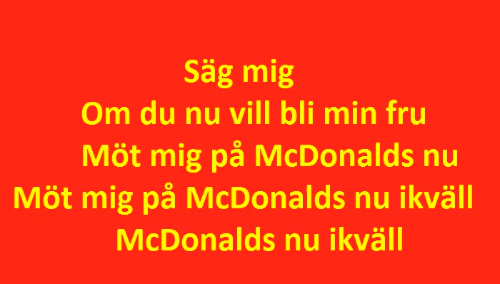 Säg mig
Om du nu vill bli min fru
Möt mig på McDonalds nu
Möt mig på McDonalds nu ikväll
McDonalds nu ikväll